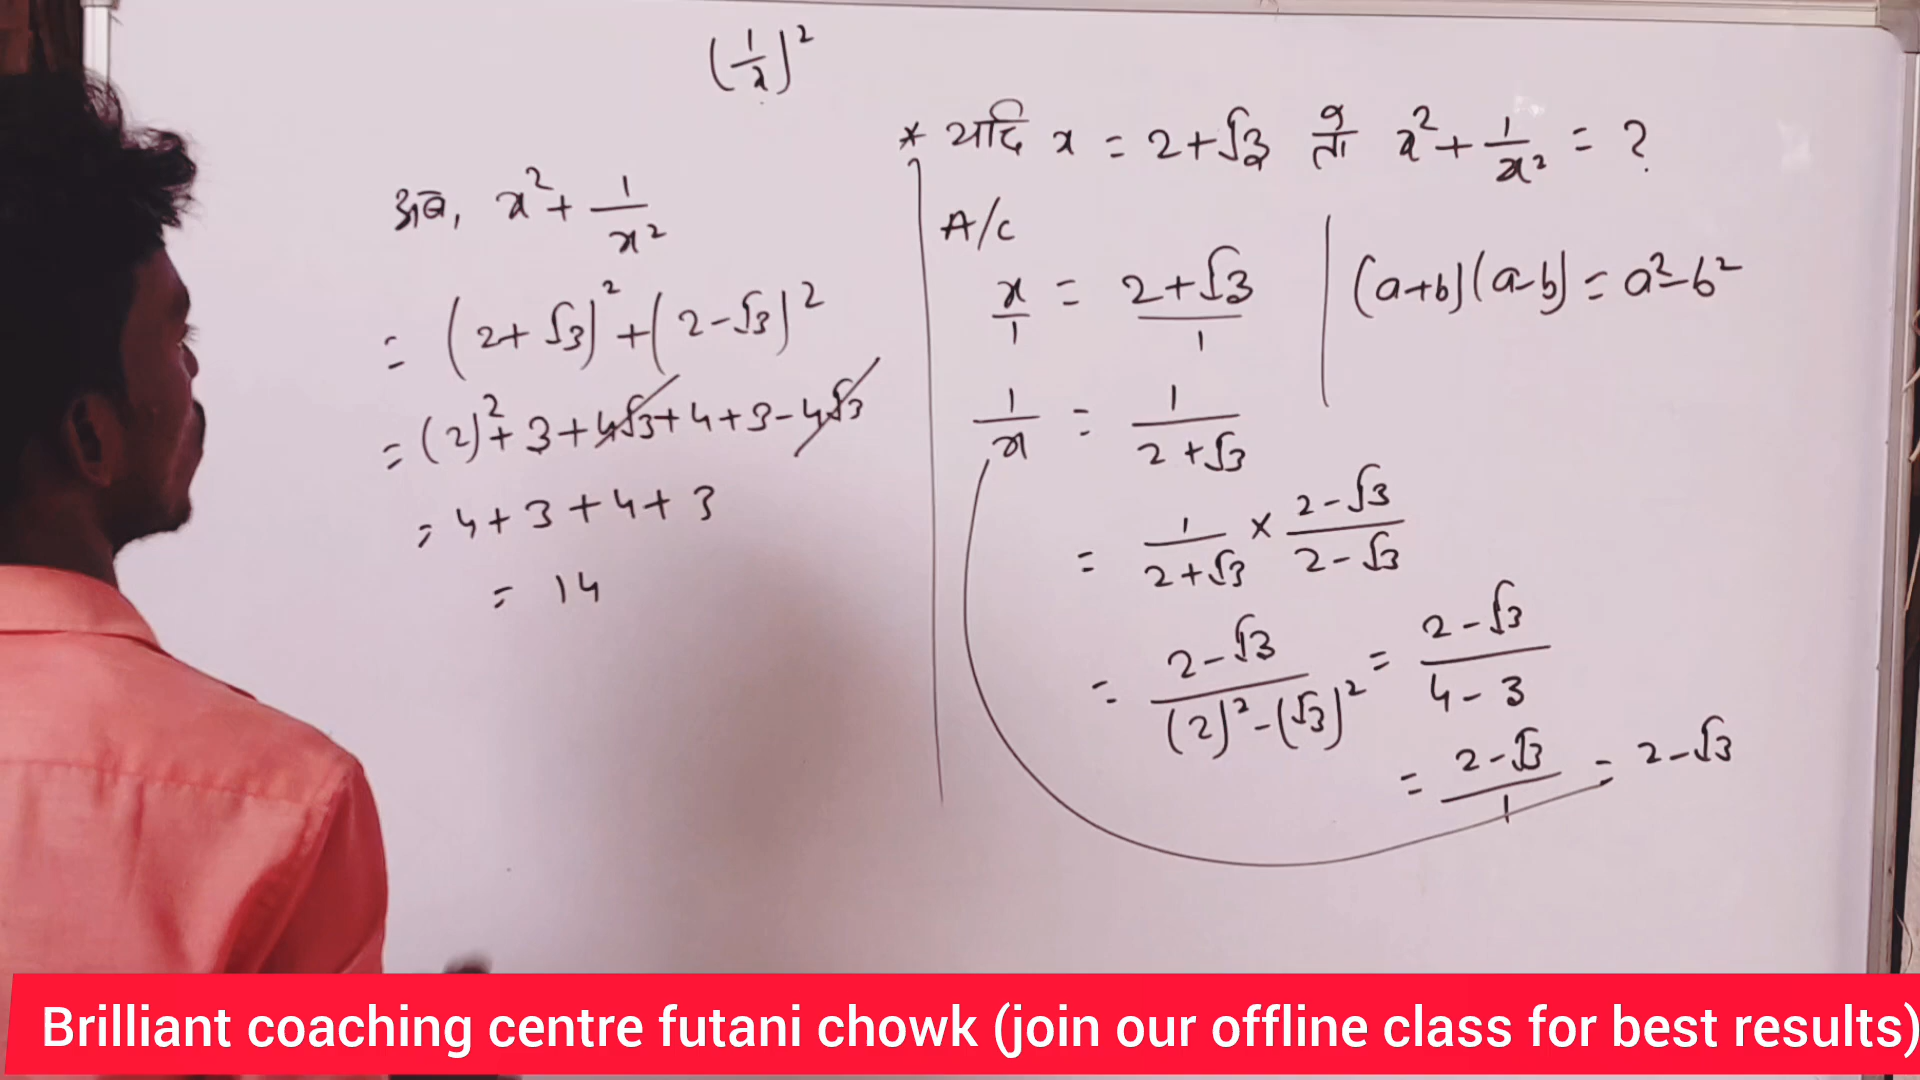 (1/x)²
* यदि x = 2+√3 तो x² + 1/x² = ?
A/c
x/1 = (2+√3)/1
(a+b)(a-b) = a²-b²
1/x = 1/(2+√3)
= 1/(2+√3) × (2-√3)/(2-√3)
= (2-√3)/((2)²-(√3)²) = (2-√3)/(4-3)
= (2-√3)/1 = 2-√3
अब, x² + 1/x²
= (2+√3)² + (2-√3)²
= (2)²+3+4√3+4+3-4√3
= 4+3+4+3
= 14
Brilliant coaching centre futani chowk (join our offline class for best results)